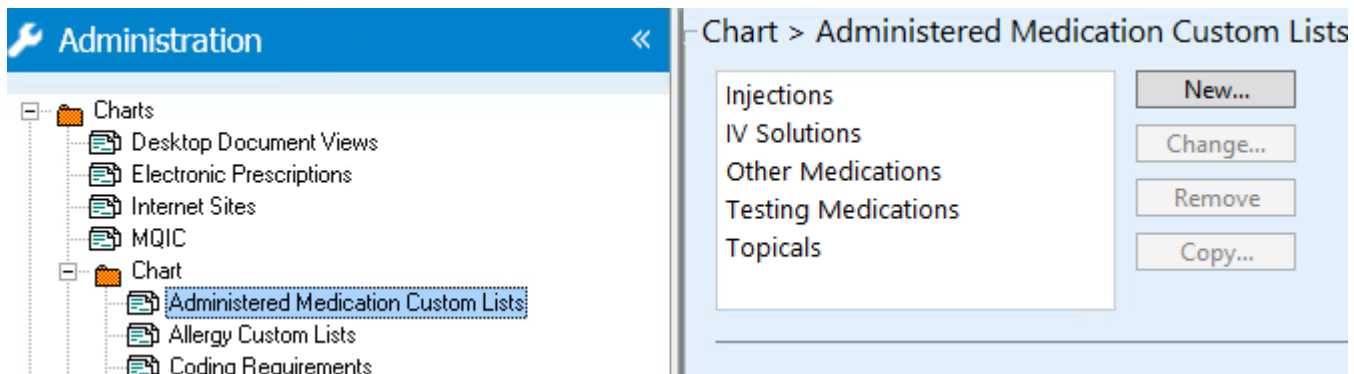 Administration «
Charts
Desktop Document Views
Electronic Prescriptions
Internet Sites
MQIC
Chart
Administered Medication Custom Lists
Allergy Custom Lists
Coding Requirements
Chart > Administered Medication Custom Lists
Injections
IV Solutions
Other Medications
Testing Medications
Topicals
New...
Change...
Remove
Copy...